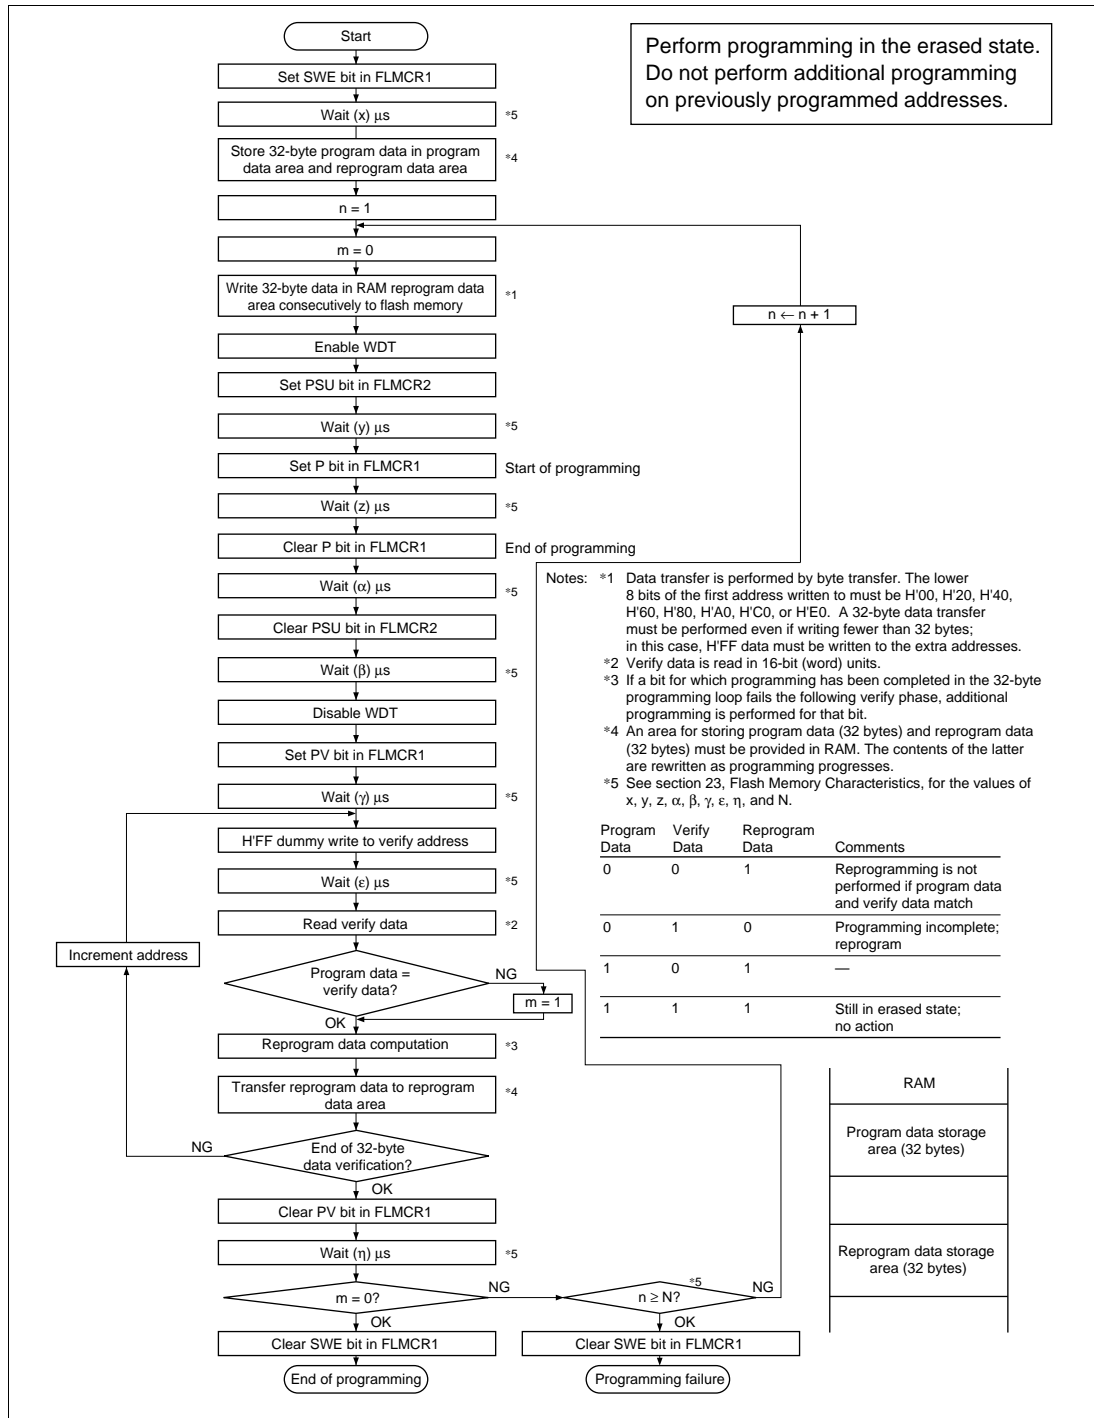 Start
Perform programming in the erased state.
Do not perform additional programming
on previously programmed addresses.
Set SWE bit in FLMCR1
Wait (x) μs
*5
Store 32-byte program data in program
data area and reprogram data area
*4
n = 1
m = 0
Write 32-byte data in RAM reprogram data
area consecutively to flash memory
*1
n ← n + 1
Enable WDT
Set PSU bit in FLMCR2
Wait (y) μs
*5
Set P bit in FLMCR1
Start of programming
Wait (z) μs
*5
Clear P bit in FLMCR1
End of programming
Wait (α) μs
*5
Clear PSU bit in FLMCR2
Wait (β) μs
*5
Disable WDT
Set PV bit in FLMCR1
Wait (γ) μs
*5
H'FF dummy write to verify address
Wait (ε) μs
*5
Read verify data
*2
Increment address
Program data =
verify data?
NG
m = 1
OK
Reprogram data computation
*3
Transfer reprogram data to reprogram
data area
*4
NG
End of 32-byte
data verification?
OK
Clear PV bit in FLMCR1
Wait (η) μs
*5
m = 0?
NG
*5
n ≥ N?
NG
OK
OK
Clear SWE bit in FLMCR1
Clear SWE bit in FLMCR1
End of programming
Programming failure
Notes: *1 Data transfer is performed by byte transfer. The lower
8 bits of the first address written to must be H'00, H'20, H'40,
H'60, H'80, H'A0, H'C0, or H'E0. A 32-byte data transfer
must be performed even if writing fewer than 32 bytes;
in this case, H'FF data must be written to the extra addresses.
*2 Verify data is read in 16-bit (word) units.
*3 If a bit for which programming has been completed in the 32-byte
programming loop fails the following verify phase, additional
programming is performed for that bit.
*4 An area for storing program data (32 bytes) and reprogram data
(32 bytes) must be provided in RAM. The contents of the latter
are rewritten as programming progresses.
*5 See section 23, Flash Memory Characteristics, for the values of
x, y, z, α, β, γ, ε, η, and N.
Program Verify Reprogram
Data Data Data Comments
0 0 1 Reprogramming is not
performed if program data
and verify data match
0 1 0 Programming incomplete;
reprogram
1 0 1 —
1 1 1 Still in erased state;
no action
RAM
Program data storage
area (32 bytes)
Reprogram data storage
area (32 bytes)